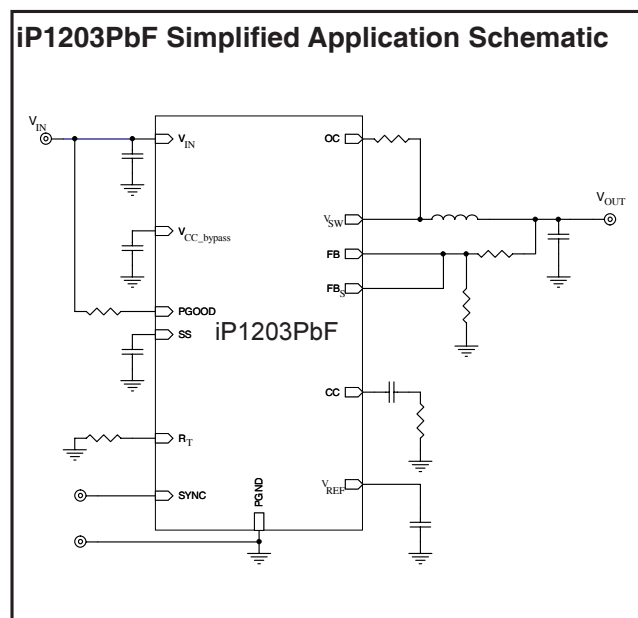 iP1203PbF Simplified Application Schematic
VIN
VIN
OC
VOUT
VSW
VCC_bypass
FB
FBS
PGOOD
SS
iP1203PbF
CC
RT
VREF
SYNC
PGND